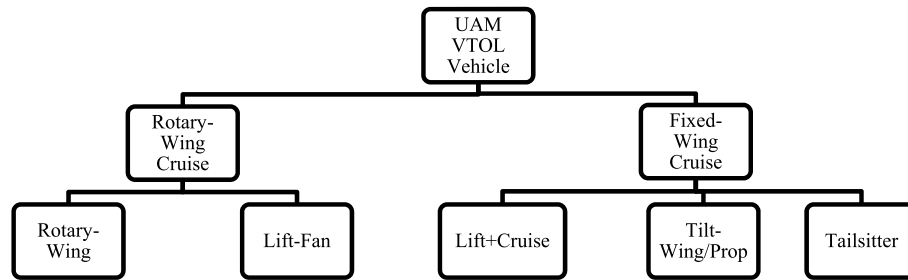 UAM
VTOL
Vehicle
Rotary-
Wing
Cruise
Fixed-
Wing
Cruise
Rotary-
Wing
Lift-Fan
Lift+Cruise
Tilt-
Wing/Prop
Tailsitter